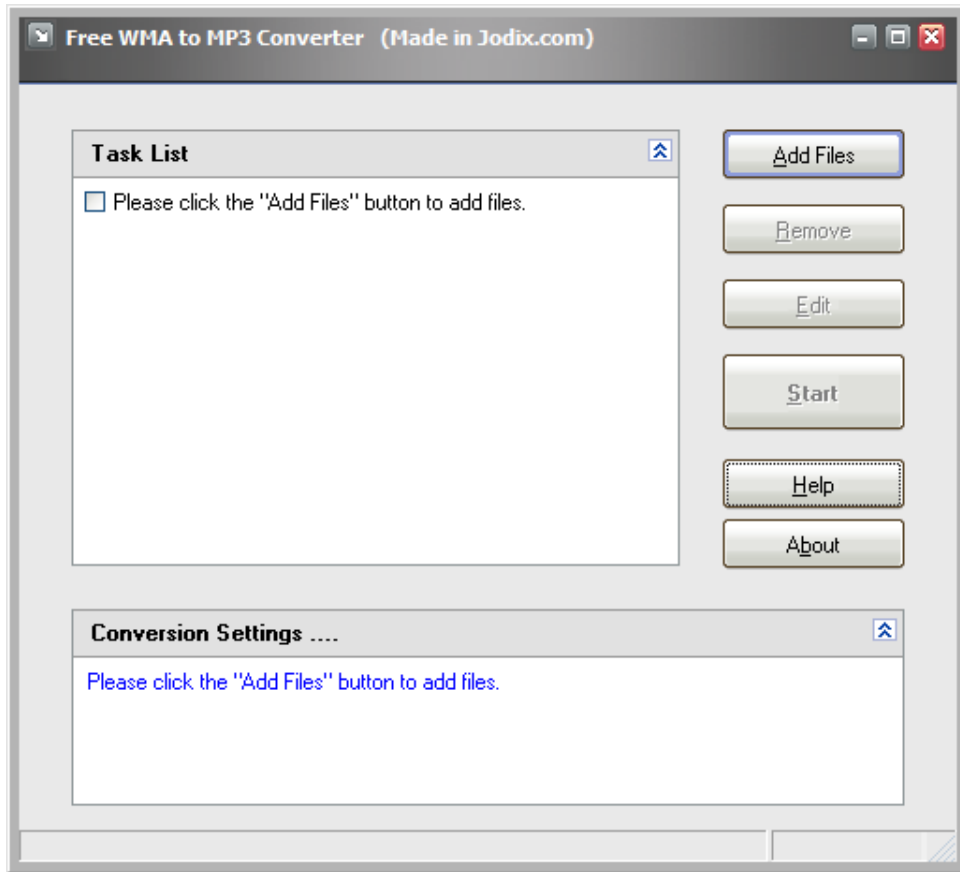 Free WMA to MP3 Converter (Made in Jodix.com)
Task List
Please click the "Add Files" button to add files.
Add Files
Remove
Edit
Start
Help
About
Conversion Settings ....
Please click the "Add Files" button to add files.